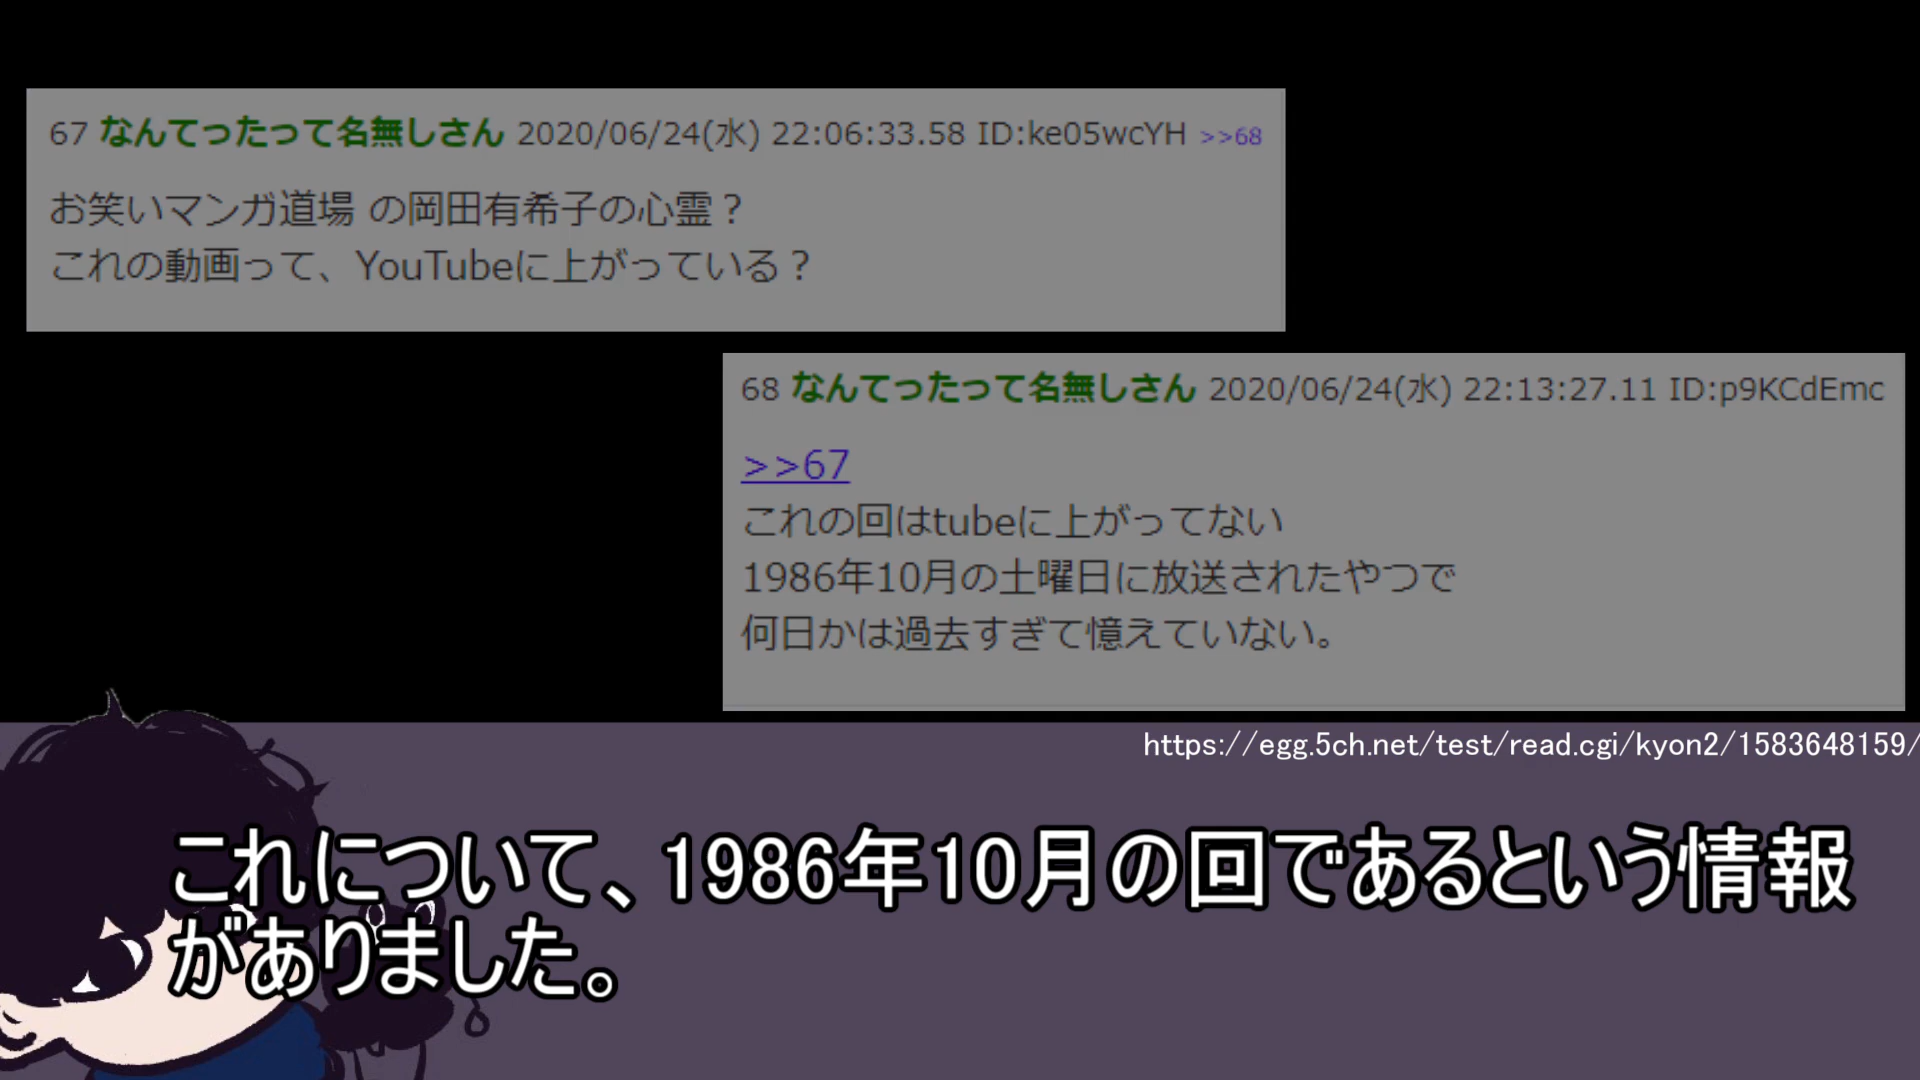 67 なんてったって名無しさん 2020/06/24(水) 22:06:33.58 ID:ke05wcYH >>68
お笑いマンガ道場 の岡田有希子の心霊？
これの動画って、YouTubeに上がっている？
68 なんてったって名無しさん 2020/06/24(水) 22:13:27.11 ID:p9KCdEmc
>>67
これの回はtubeに上がってない
1986年10月の土曜日に放送されたやつで
何日かは過去すぎて憶えていない。
https://egg.5ch.net/test/read.cgi/kyon2/1583648159/
これについて、1986年10月の回であるという情報
がありました。